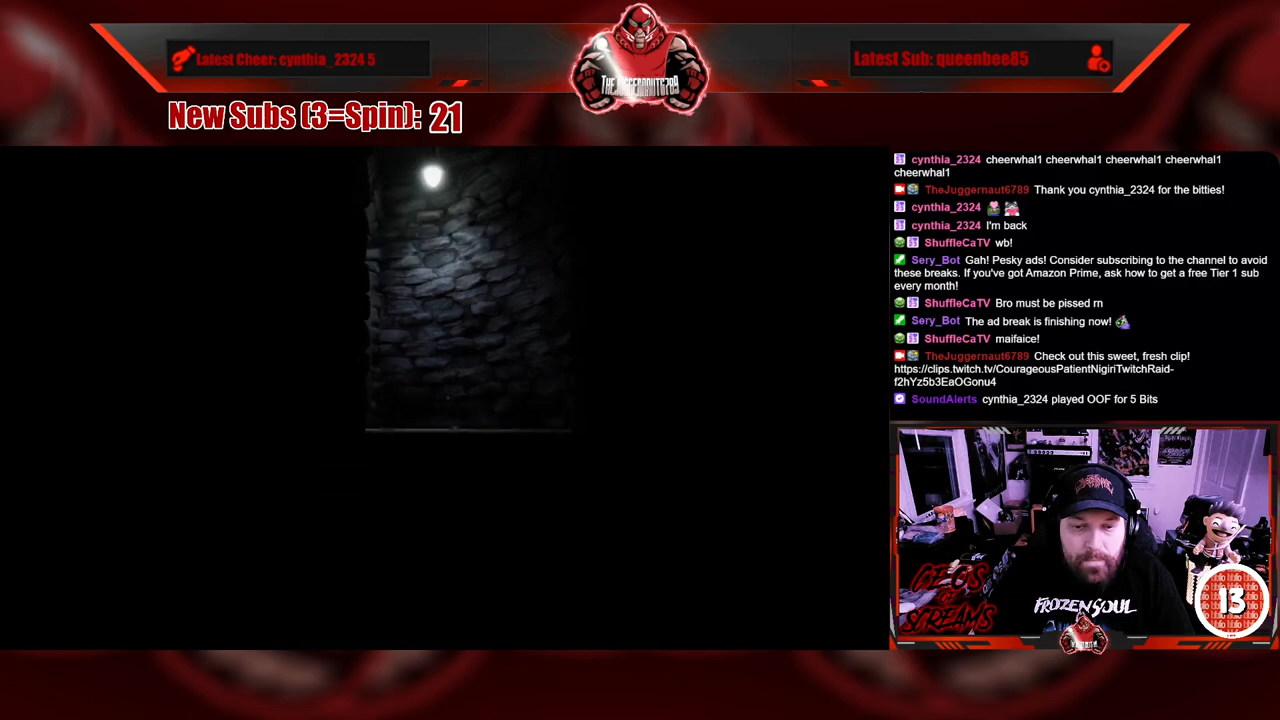 Latest Cheer: cynthia_2324 5
THEJUGGERNAUT6789
Latest Sub: queenbee85
New Subs (3=Spin): 21
cynthia_2324 cheerwhal1 cheerwhal1 cheerwhal1 cheerwhal1
cheerwhal1
TheJuggernaut6789 Thank you cynthia_2324 for the bitties!
cynthia_2324
cynthia_2324 I'm back
ShuffleCaTV wb!
Sery_Bot Gah! Pesky ads! Consider subscribing to the channel to avoid
these breaks. If you've got Amazon Prime, ask how to get a free Tier 1 sub
every month!
ShuffleCaTV Bro must be pissed rn
Sery_Bot The ad break is finishing now!
ShuffleCaTV maifaice!
TheJuggernaut6789 Check out this sweet, fresh clip!
https://clips.twitch.tv/CourageousPatientNigiriTwitchRaid-
f2hYz5b3EaOGonu4
SoundAlerts cynthia_2324 played OOF for 5 Bits
FROZEN SOUL
SCREAMS
13